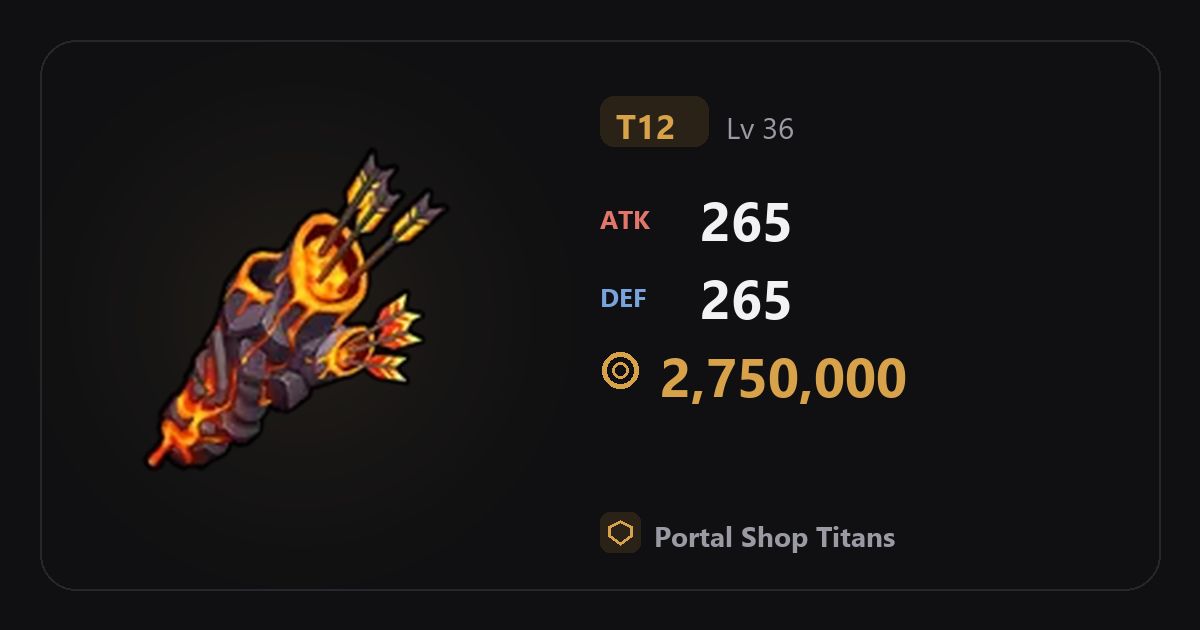 T12 Lv 36
ATK 265
DEF 265
2,750,000
Portal Shop Titans